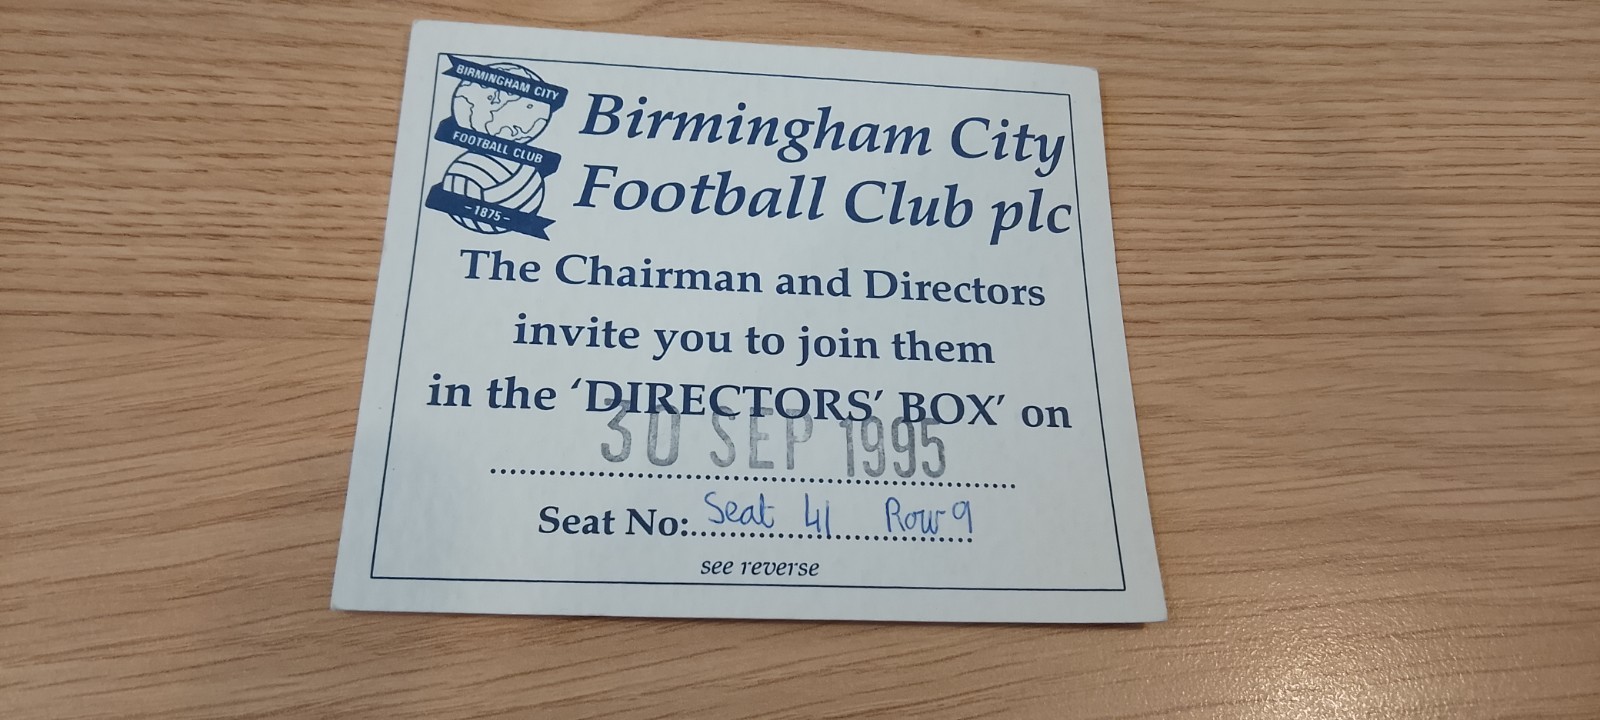 BIRMINGHAM CITY
FOOTBALL CLUB
-1875-
Birmingham City
Football Club plc
The Chairman and Directors
invite you to join them
in the ‘DIRECTORS’ BOX’ on
30 SEP 1995
Seat No: Seat 41 Row 9
see reverse